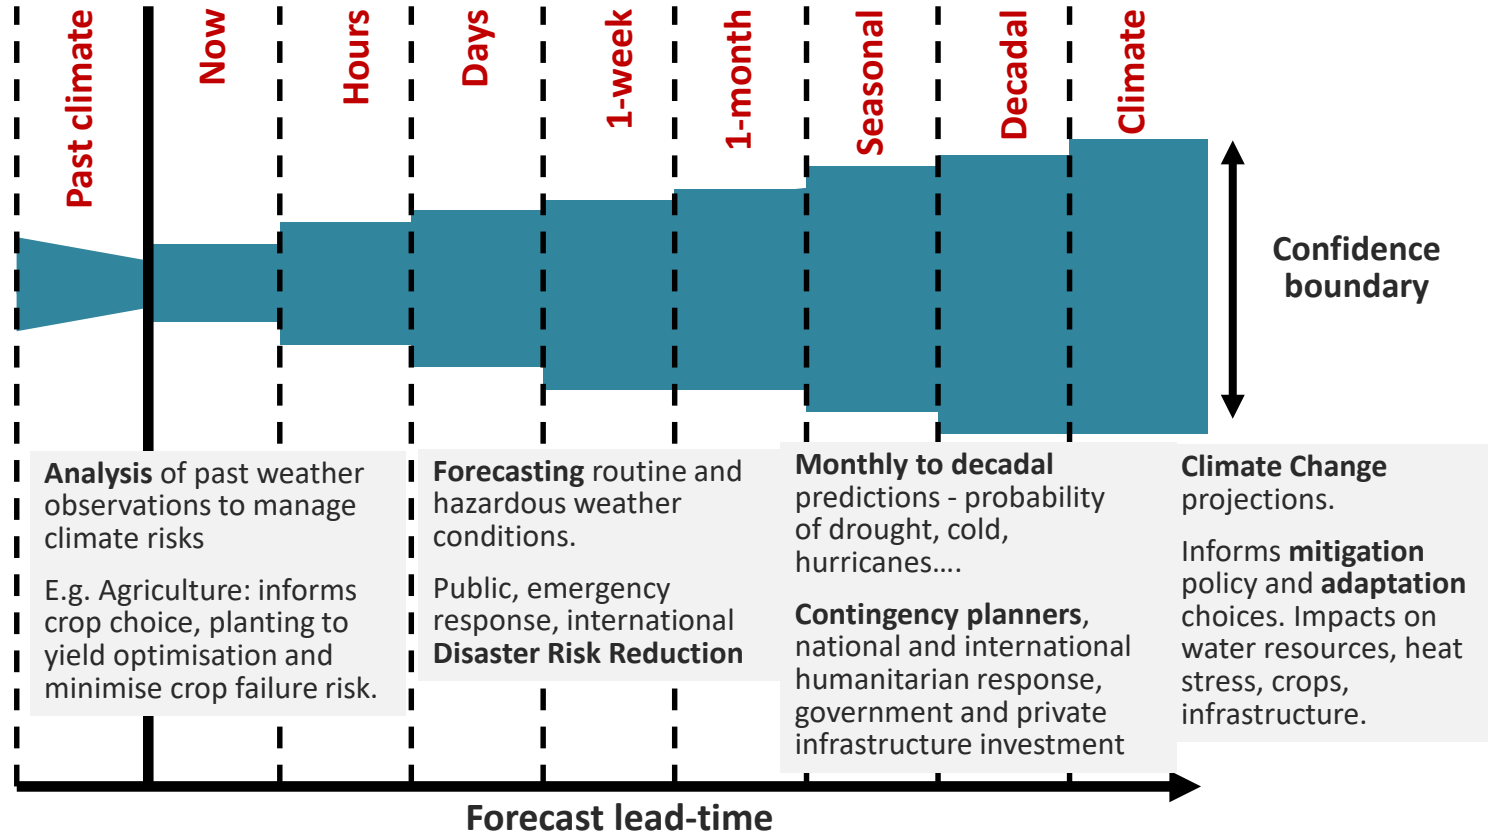 Past climate
Now
Hours
Days
1-week
1-month
Seasonal
Decadal
Climate
Confidence
boundary
Analysis of past weather
observations to manage
climate risks
E.g. Agriculture: informs
crop choice, planting to
yield optimisation and
minimise crop failure risk.
Forecasting routine and
hazardous weather
conditions.
Public, emergency
response, international
Disaster Risk Reduction
Monthly to decadal
predictions - probability
of drought, cold,
hurricanes....
Contingency planners,
national and international
humanitarian response,
government and private
infrastructure investment
Climate Change
projections.
Informs mitigation
policy and adaptation
choices. Impacts on
water resources, heat
stress, crops,
infrastructure.
Forecast lead-time